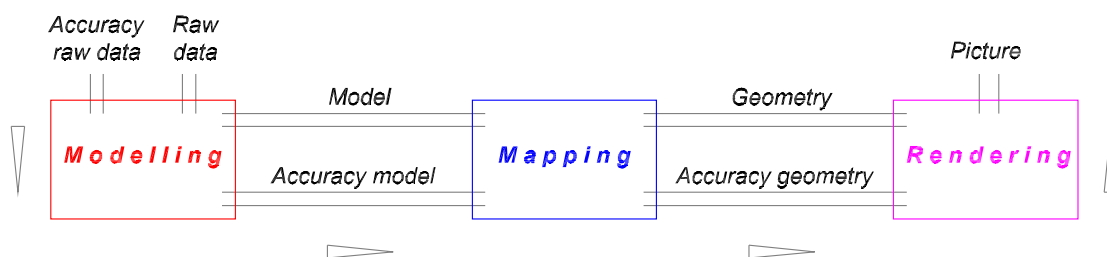 Accuracy
raw data
Raw
data
Picture
Model
Geometry
Modelling
Mapping
Rendering
Accuracy model
Accuracy geometry